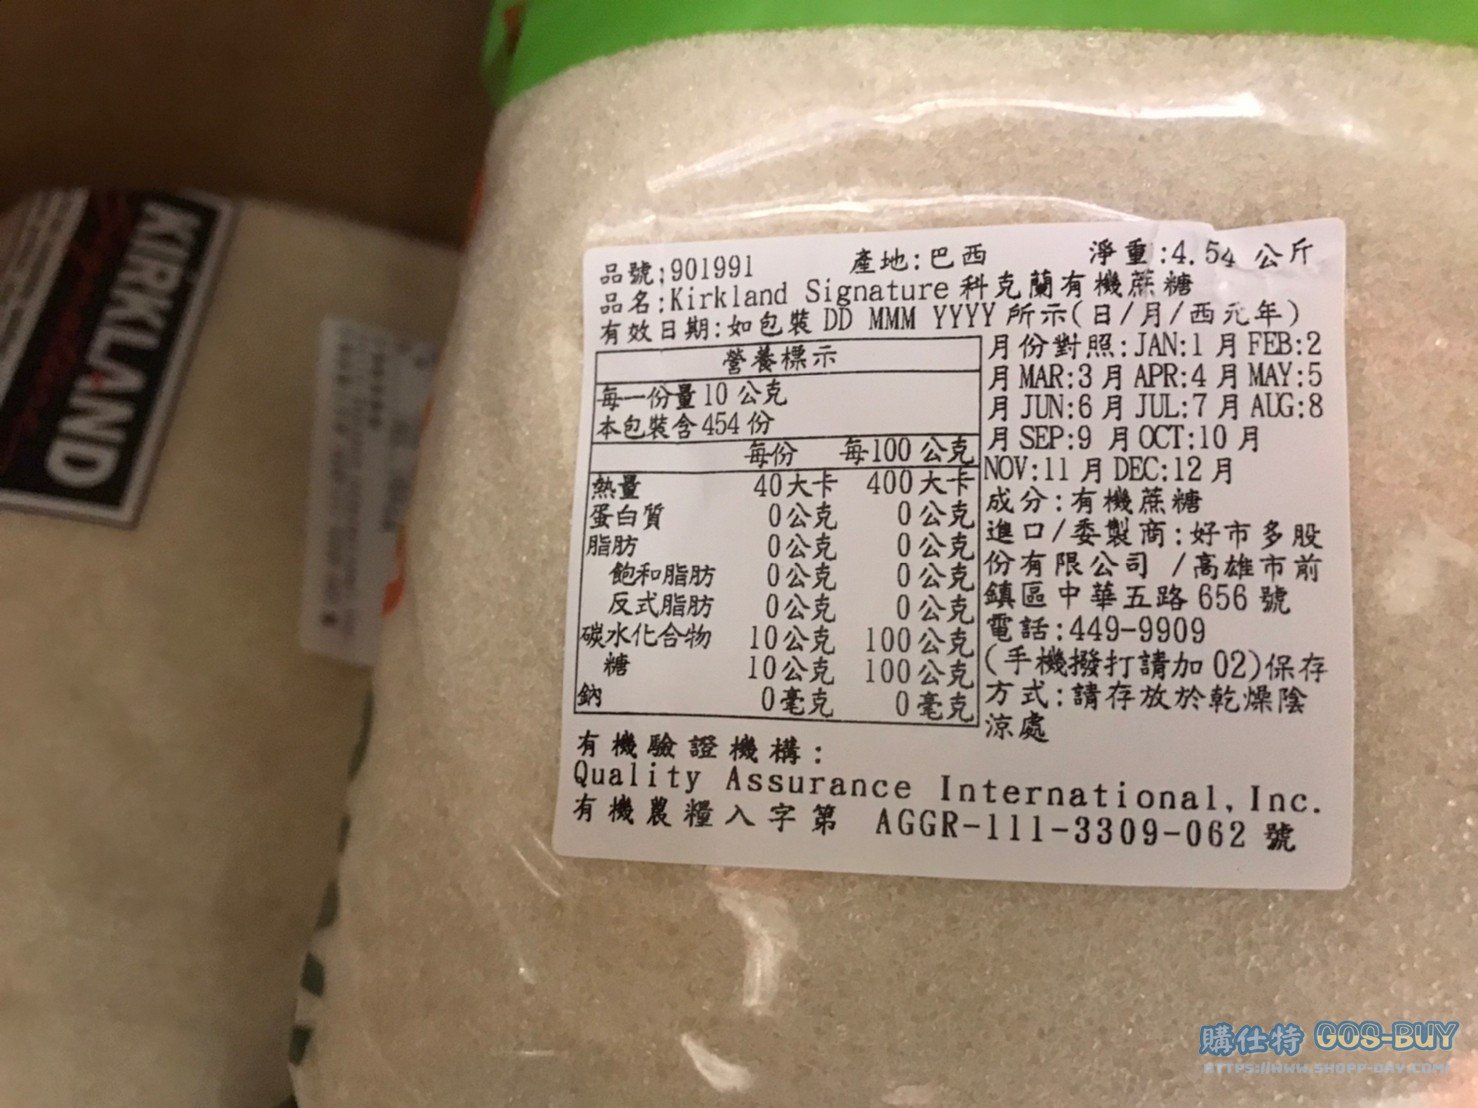 KIRKLAND
品號:901991 產地:巴西 淨重:4.54 公斤
品名:Kirkland Signature 科克蘭有機蔗糖
有效日期:如包裝 DD MMM YYYY 所示(日/月/西元年)
營養標示
每一份量 10 公克
本包裝含 454 份
每份 每100 公克
熱量 40大卡 400大卡
蛋白質 0公克 0公克
脂肪 0公克 0公克
飽和脂肪 0公克 0公克
反式脂肪 0公克 0公克
碳水化合物 10公克 100公克
糖 10公克 100公克
鈉 0毫克 0毫克
月份對照:JAN:1 月 FEB:2
月 MAR:3 月 APR:4 月 MAY:5
月 JUN:6 月 JUL:7 月 AUG:8
月 SEP:9 月 OCT:10 月
NOV:11 月 DEC:12 月
成分:有機蔗糖
進口/委製商:好市多股
份有限公司 /高雄市前
鎮區中華五路 656 號
電話:449-9909
(手機撥打請加 02)保存
方式:請存放於乾燥陰
涼處
有機驗證機構:
Quality Assurance International,Inc.
有機農糧入字第 AGGR-111-3309-062 號
購仕特 GOS-BUY
HTTPS://WWW.SHOPP-DAY.COM/